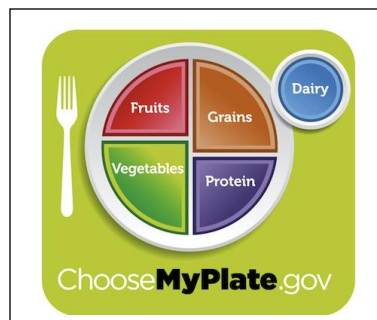 Dairy
Fruits
Grains
Vegetables
Protein
ChooseMyPlate.gov